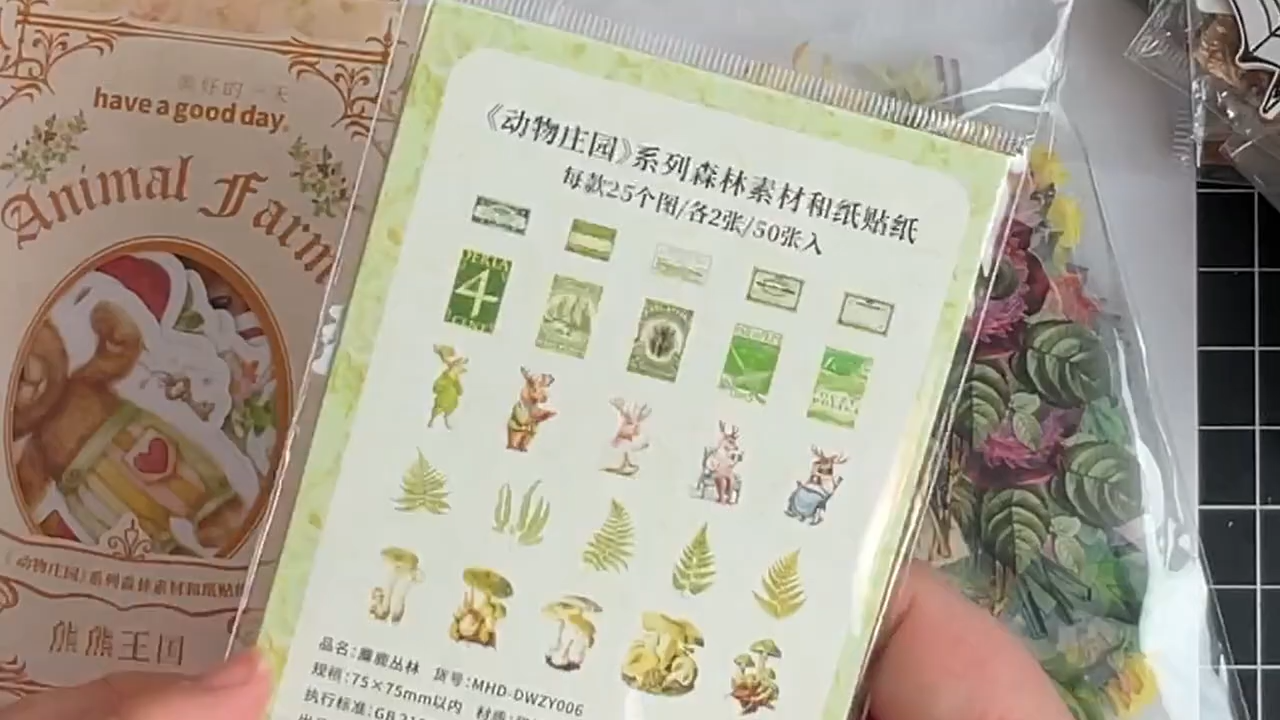 美好的一天
have a good day.
Animal Farm
《动物庄园》系列森林素材和纸贴纸
熊熊王国
《动物庄园》系列森林素材和纸贴纸
每款25个图/各2张/50张入
4
品名：麋鹿丛林 货号：MHD-DWZY006
规格：75×75mm以内 材质：
执行标准：GB